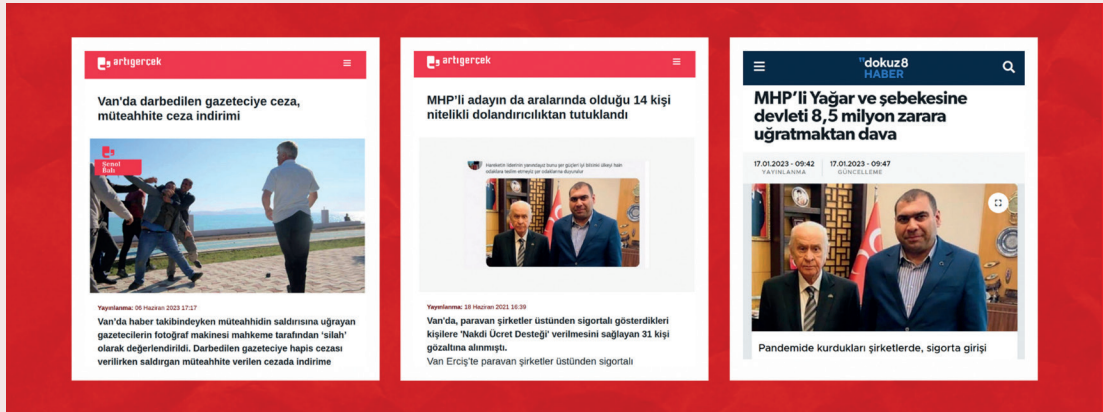 artıgerçek
Van'da darbedilen gazeteciye ceza,
müteahhite ceza indirimi
Şenol
Balı
Yayınlanma: 06 Haziran 2023 17:17
Van'da haber takibindeyken müteahhidin saldırısına uğrayan
gazetecilerin fotoğraf makinesi mahkeme tarafından ‘silah’
olarak değerlendirildi. Darbedilen gazeteciye hapis cezası
verilirken saldırgan müteahhite verilen cezada indirime
artıgerçek
MHP’li adayın da aralarında olduğu 14 kişi
nitelikli dolandırıcılıktan tutuklandı
Yayınlanma: 18 Haziran 2021 16:39
Van'da, paravan şirketler üstünden sigortalı gösterdikleri
kişilere 'Nakdi Ücret Desteği' verilmesini sağlayan 31 kişi
gözaltına alınmıştı.
Van Erciş’te paravan şirketler üstünden sigortalı
"dokuz8
HABER
MHP’li Yağar ve şebekesine
devleti 8,5 milyon zarara
uğratmaktan dava
17.01.2023 - 09:42 17.01.2023 - 09:47
YAYINLANMA GÜNCELLEME
Pandemide kurdukları şirketlerde, sigorta girişi